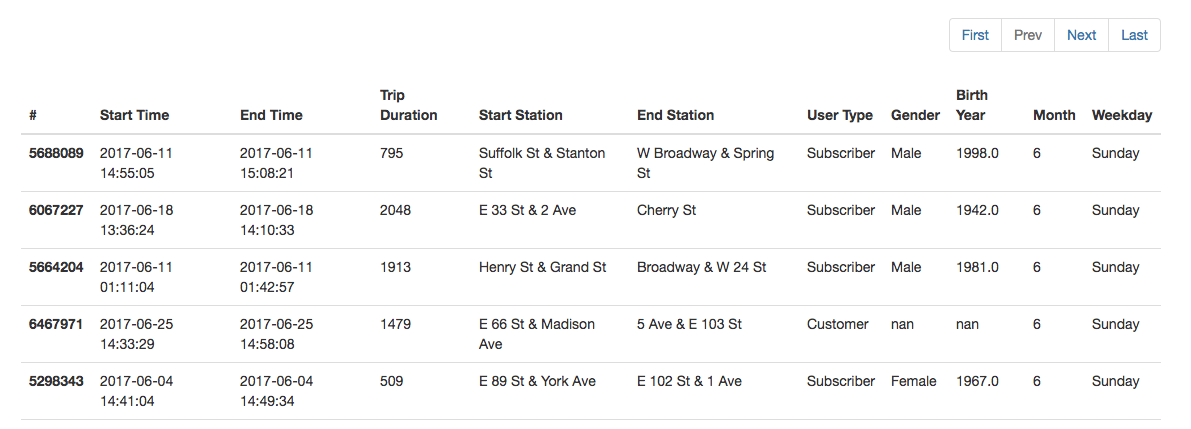 First Prev Next Last
Trip Birth
# Start Time End Time Duration Start Station End Station User Type Gender Year Month Weekday
5688089 2017-06-11 2017-06-11 795 Suffolk St & Stanton W Broadway & Spring Subscriber Male 1998.0 6 Sunday
14:55:05 15:08:21 St St
6067227 2017-06-18 2017-06-18 2048 E 33 St & 2 Ave Cherry St Subscriber Male 1942.0 6 Sunday
13:36:24 14:10:33
5664204 2017-06-11 2017-06-11 1913 Henry St & Grand St Broadway & W 24 St Subscriber Male 1981.0 6 Sunday
01:11:04 01:42:57
6467971 2017-06-25 2017-06-25 1479 E 66 St & Madison 5 Ave & E 103 St Customer nan nan 6 Sunday
14:33:29 14:58:08 Ave
5298343 2017-06-04 2017-06-04 509 E 89 St & York Ave E 102 St & 1 Ave Subscriber Female 1967.0 6 Sunday
14:41:04 14:49:34